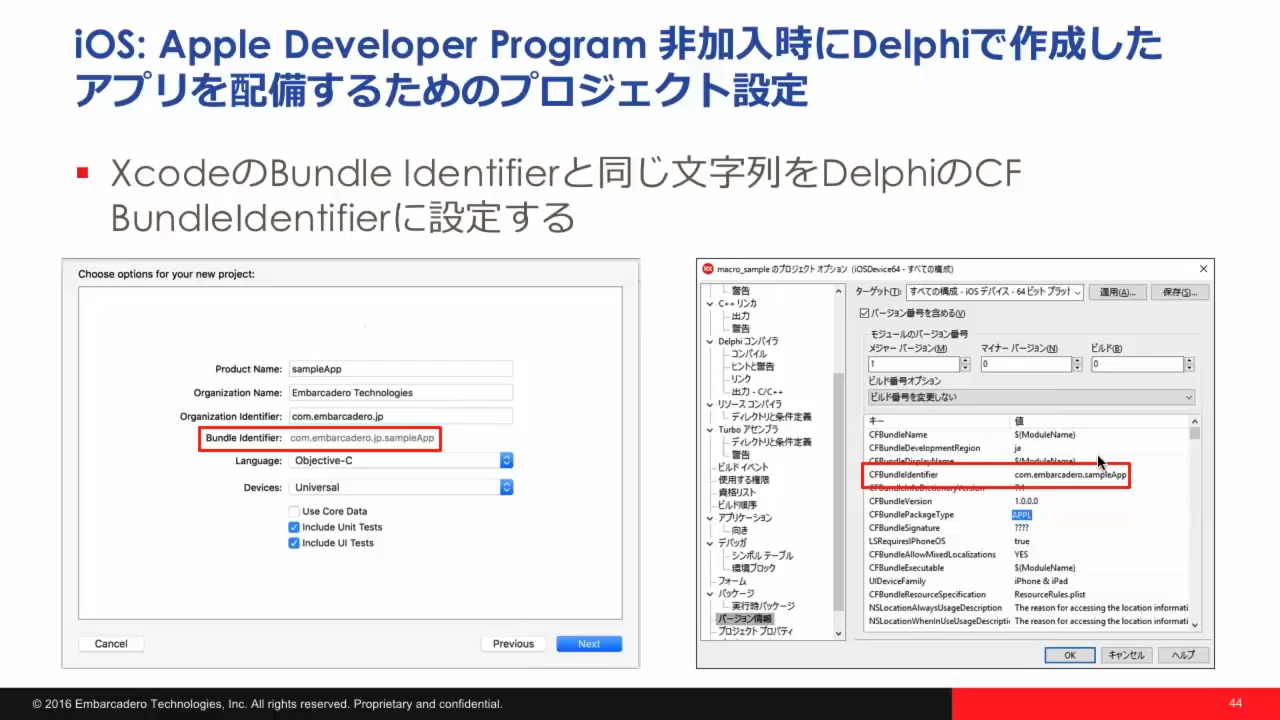 iOS: Apple Developer Program 非加入時にDelphiで作成した
アプリを配備するためのプロジェクト設定
XcodeのBundle Identifierと同じ文字列をDelphiのCF
BundleIdentifierに設定する
Choose options for your new project:
Product Name: sampleApp
Organization Name: Embarcadero Technologies
Organization Identifier: com.embarcadero.jp
Bundle Identifier: com.embarcadero.jp.sampleApp
Language: Objective-C
Devices: Universal
Use Core Data
Include Unit Tests
Include UI Tests
Cancel
Previous
Next
macro_sample のプロジェクト オプション (iOSDevice64 - すべての構成)
警告
C++ リンカ
出力
警告
Delphi コンパイラ
コンパイル
ヒントと警告
リンク
出力 - C/C++
リソース コンパイラ
ディレクトリと条件定義
Turbo アセンブラ
ディレクトリと条件定義
警告
ビルド イベント
使用する権限
資格リスト
ビルド順序
アプリケーション
向き
デバッガ
シンボル テーブル
環境ブロック
フォーム
パッケージ
実行時パッケージ
バージョン情報
プロジェクト プロパティ
ターゲット(T): すべての構成 - iOS デバイス - 64 ビット プラット 適用(A)... 保存(S)...
バージョン番号を含める(V)
モジュールのバージョン番号
メジャー バージョン(M) マイナー バージョン(N) ビルド(B)
1 0 0
ビルド番号オプション
ビルド番号を変更しない
キー 値
CFBundleName $(ModuleName)
CFBundleDevelopmentRegion ja
CFBundleDisplayName $(ModuleName)
CFBundleIdentifier com.embarcadero.sampleApp
CFBundleInfoDictionaryVersion 7.1
CFBundleVersion 1.0.0.0
CFBundlePackageType APPL
CFBundleSignature ????
LSRequiresIPhoneOS true
CFBundleAllowMixedLocalizations YES
CFBundleExecutable $(ModuleName)
UIDeviceFamily iPhone & iPad
CFBundleResourceSpecification ResourceRules.plist
NSLocationAlwaysUsageDescription The reason for accessing the location informati
NSLocationWhenInUseUsageDescripti The reason for accessing the location informati
OK キャンセル ヘルプ
© 2016 Embarcadero Technologies, Inc. All rights reserved. Proprietary and confidential.
44